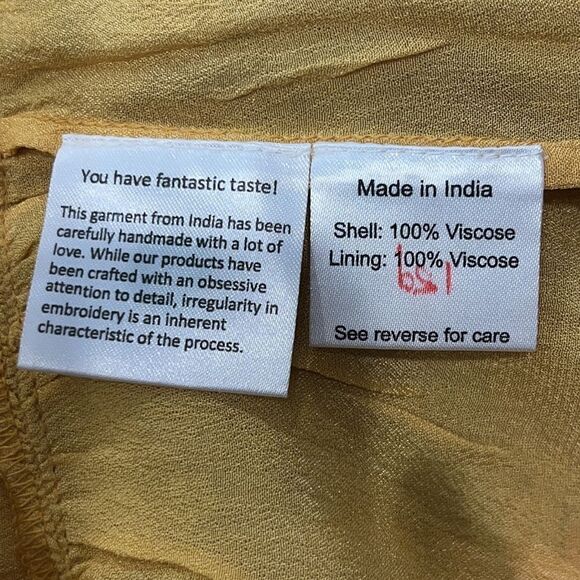 You have fantastic taste!
This garment from India has been
carefully handmade with a lot of
love. While our products have
been crafted with an obsessive
attention to detail, irregularity in
embroidery is an inherent
characteristic of the process.
Made in India
Shell: 100% Viscose
Lining: 100% Viscose
See reverse for care